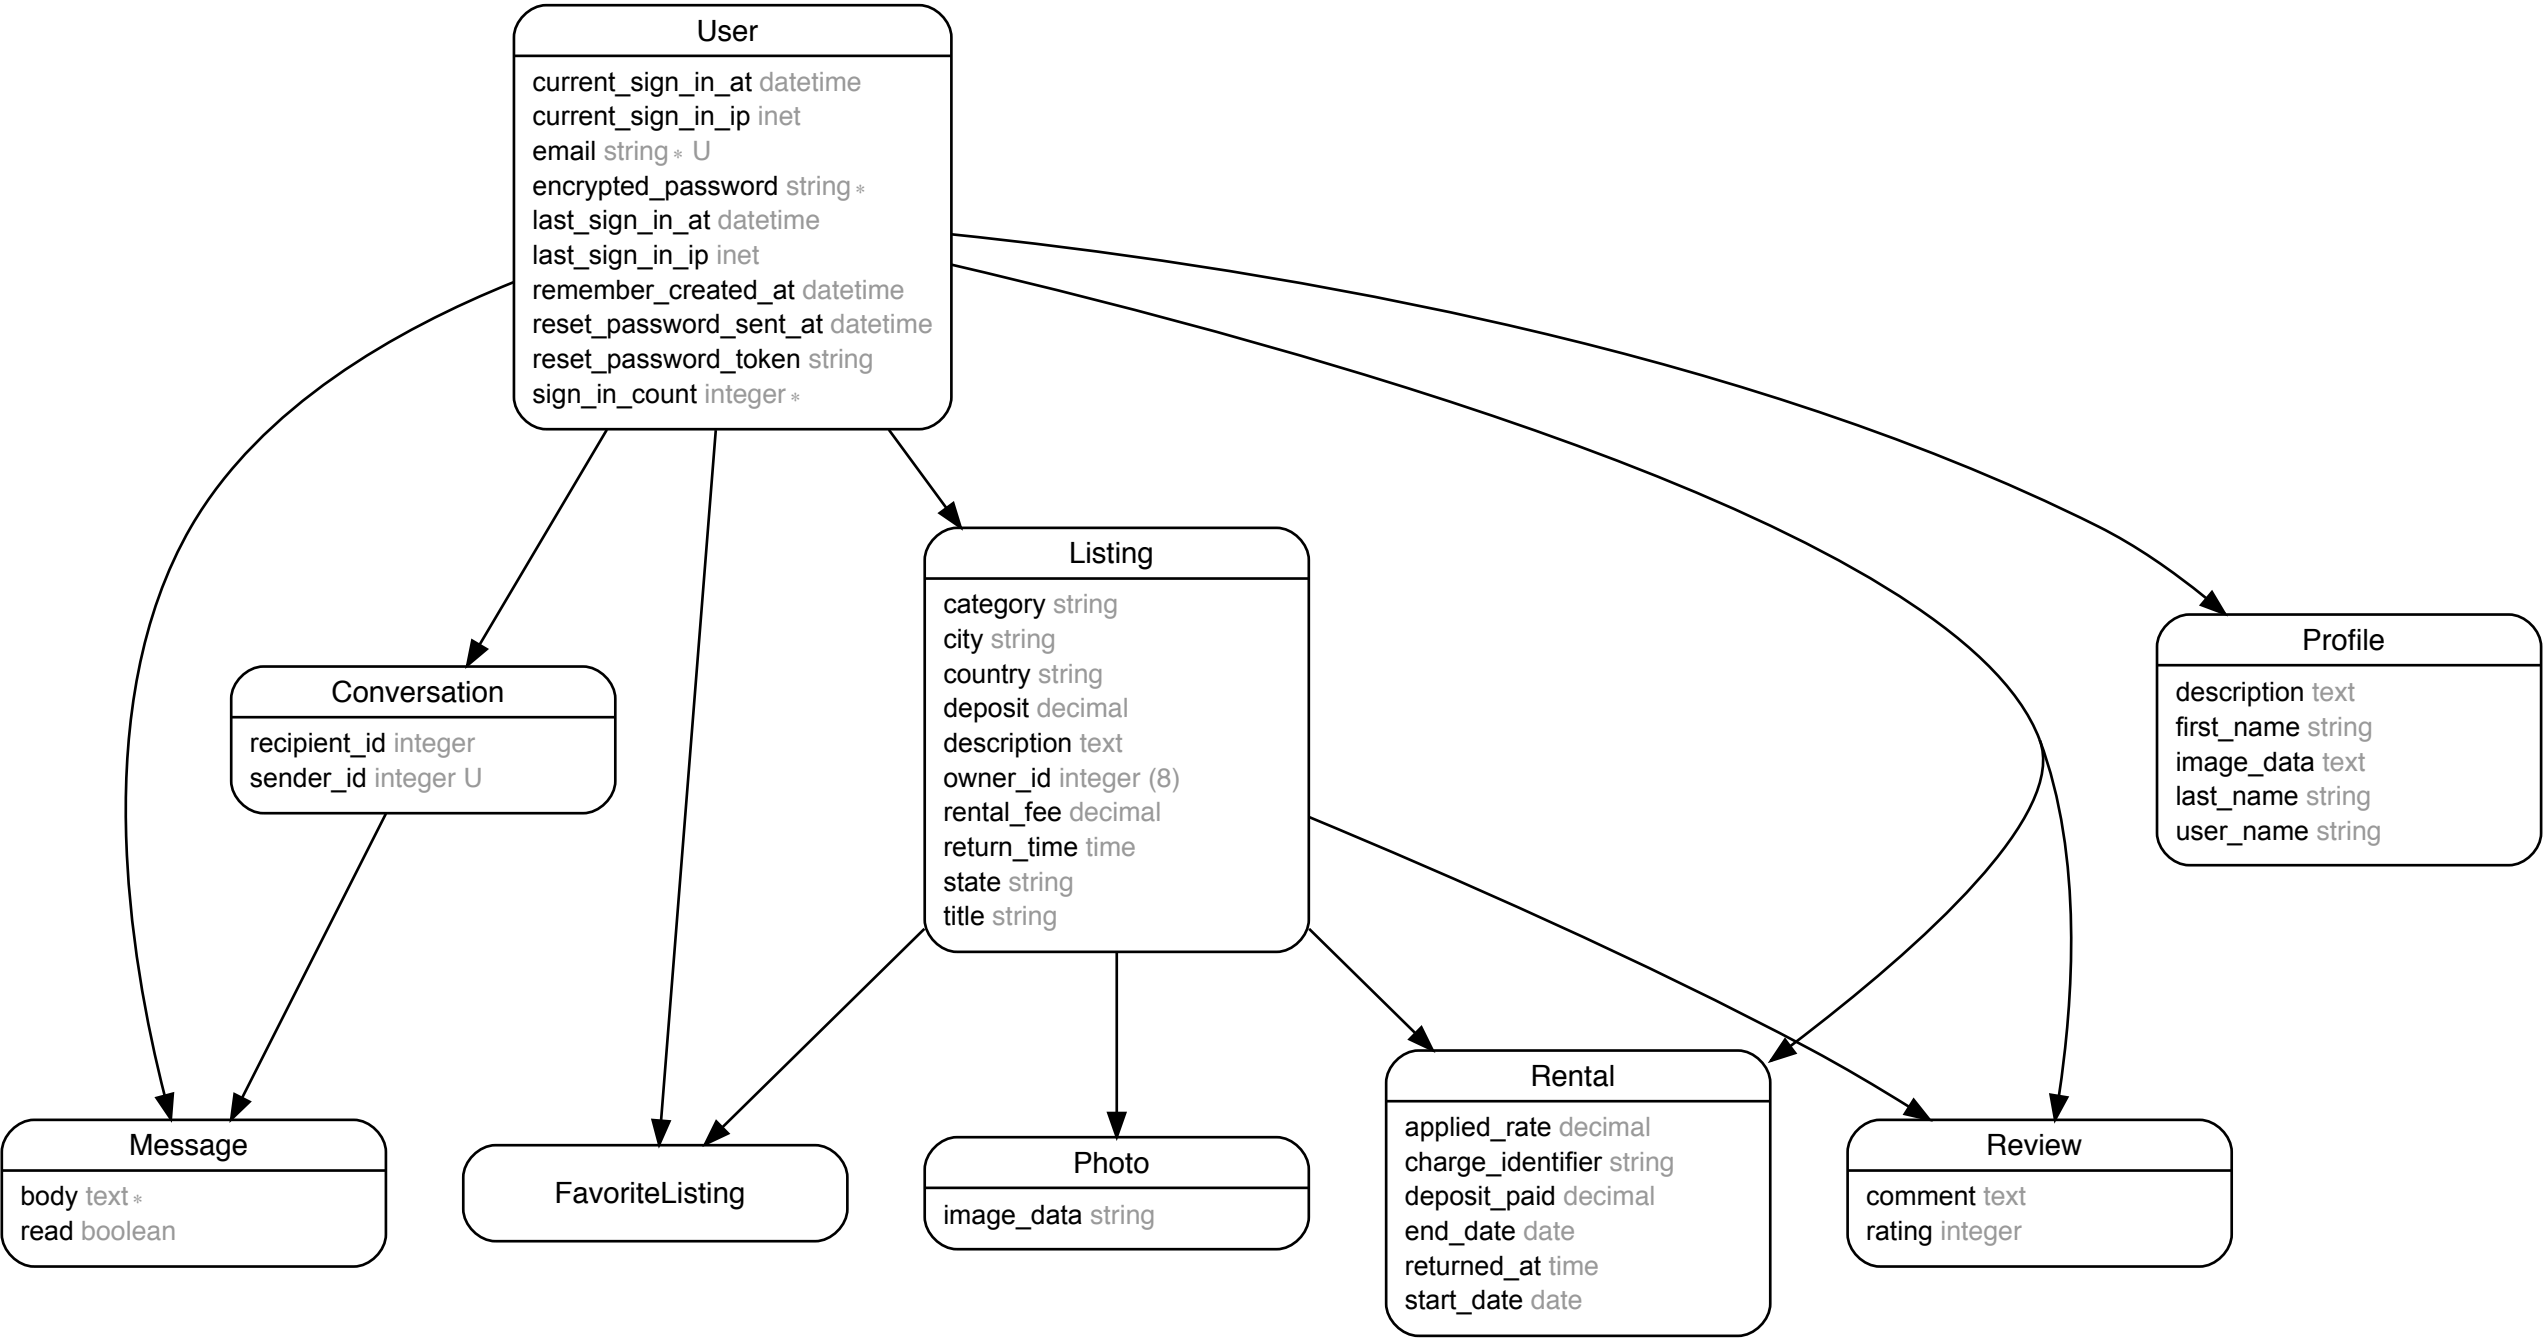 User
current_sign_in_at datetime
current_sign_in_ip inet
email string* U
encrypted_password string*
last_sign_in_at datetime
last_sign_in_ip inet
remember_created_at datetime
reset_password_sent_at datetime
reset_password_token string
sign_in_count integer*
Listing
category string
city string
country string
deposit decimal
description text
owner_id integer (8)
rental_fee decimal
return_time time
state string
title string
Profile
description text
first_name string
image_data text
last_name string
user_name string
Conversation
recipient_id integer
sender_id integer U
Message
body text*
read boolean
FavoriteListing
Photo
image_data string
Rental
applied_rate decimal
charge_identifier string
deposit_paid decimal
end_date date
returned_at time
start_date date
Review
comment text
rating integer